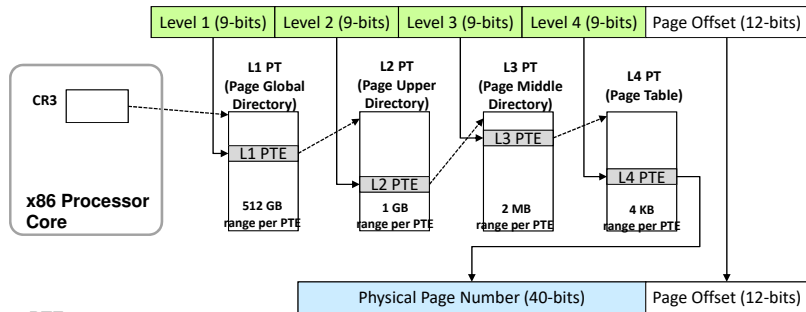 Level 1 (9-bits) Level 2 (9-bits) Level 3 (9-bits) Level 4 (9-bits) Page Offset (12-bits)
L1 PT
(Page Global
Directory)
L2 PT
(Page Upper
Directory)
L3 PT
(Page Middle
Directory)
L4 PT
(Page Table)
CR3
x86 Processor
Core
L1 PTE
512 GB
range per PTE
L2 PTE
1 GB
range per PTE
L3 PTE
2 MB
range per PTE
L4 PTE
4 KB
range per PTE
Physical Page Number (40-bits) Page Offset (12-bits)